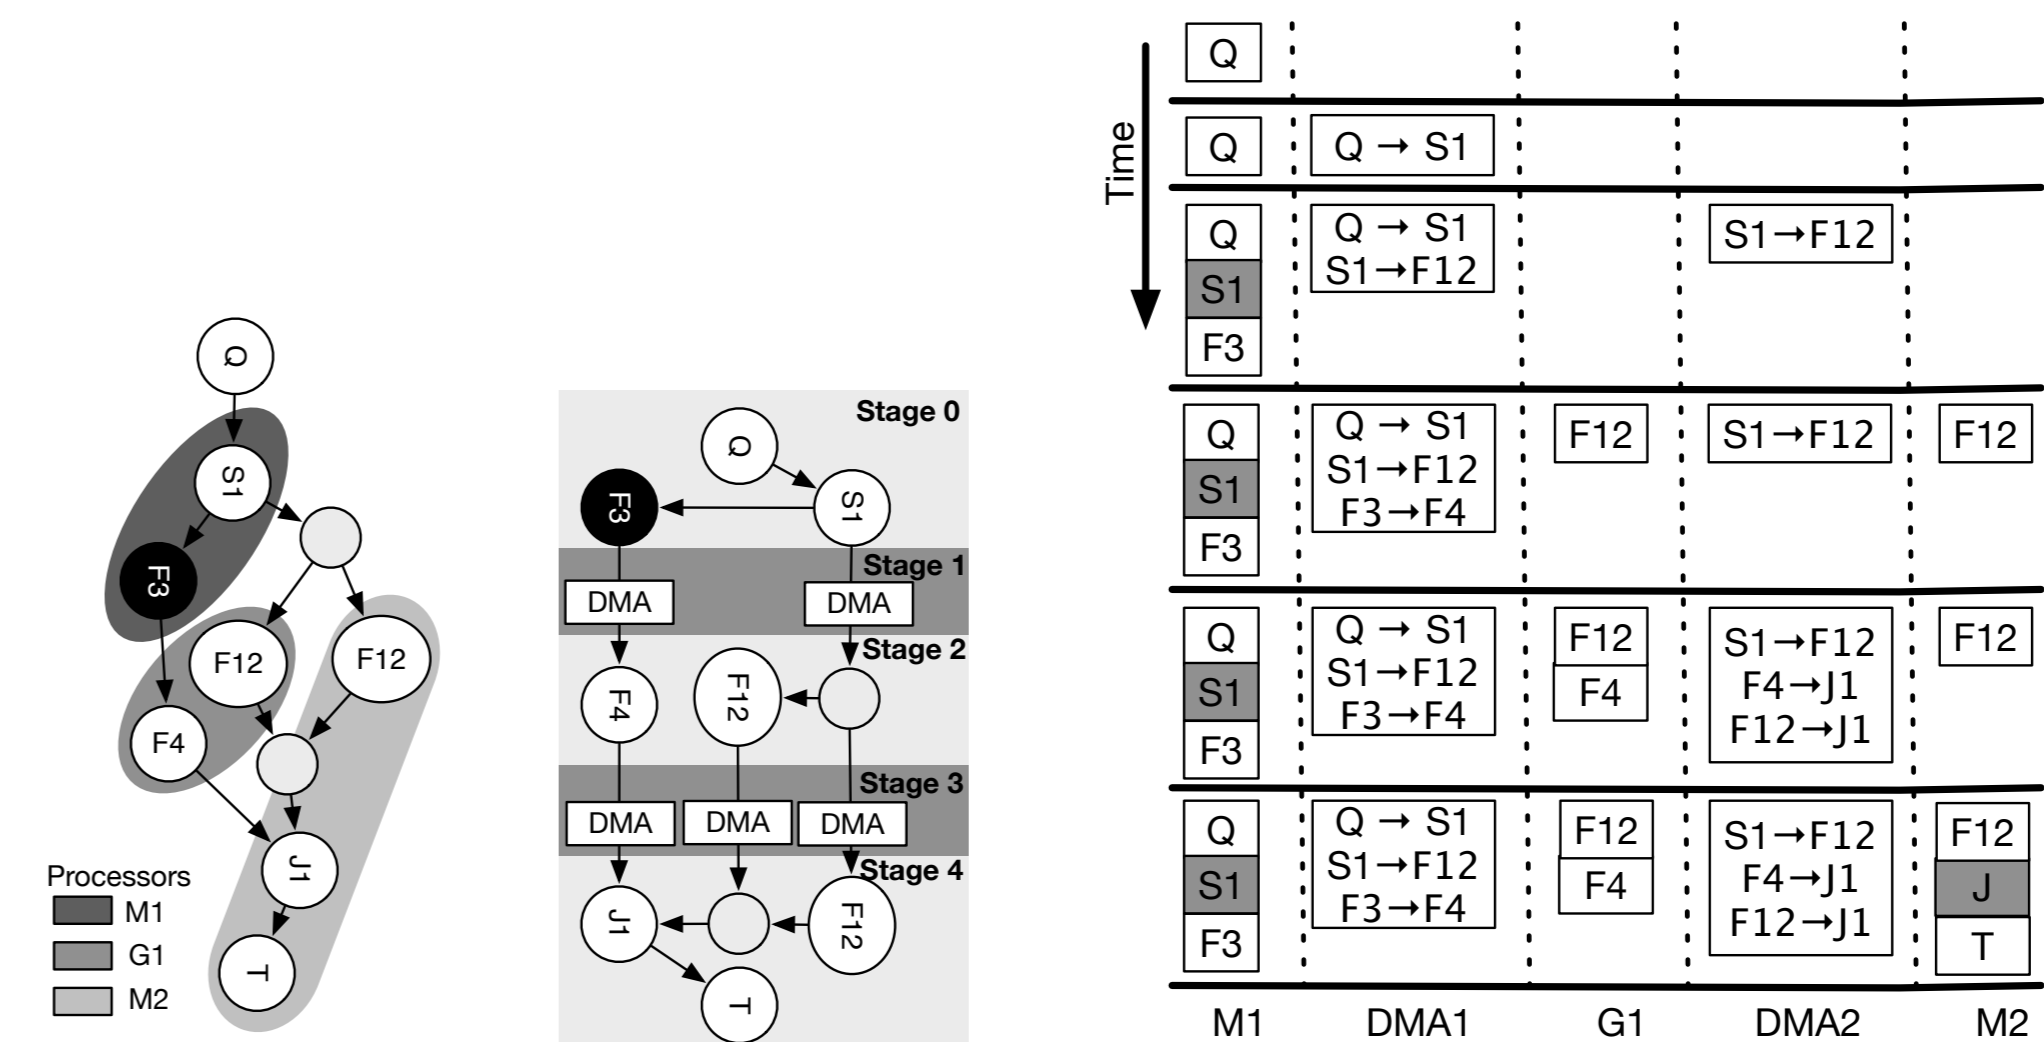 Q
S1
F3
F12
F12
F4
J1
T
Processors
M1
G1
M2
Stage 0
Q
F3
S1
Stage 1
DMA
DMA
Stage 2
F4
F12
Stage 3
DMA
DMA
DMA
Stage 4
J1
F12
T
Time
Q
Q
Q → S1
Q
S1
F3
Q → S1
S1→F12
S1→F12
Q
S1
F3
Q → S1
S1→F12
F3→F4
F12
S1→F12
F12
Q
S1
F3
Q → S1
S1→F12
F3→F4
F12
F4
S1→F12
F4→J1
F12→J1
F12
Q
S1
F3
Q → S1
S1→F12
F3→F4
F12
F4
S1→F12
F4→J1
F12→J1
F12
J
T
M1 DMA1 G1 DMA2 M2